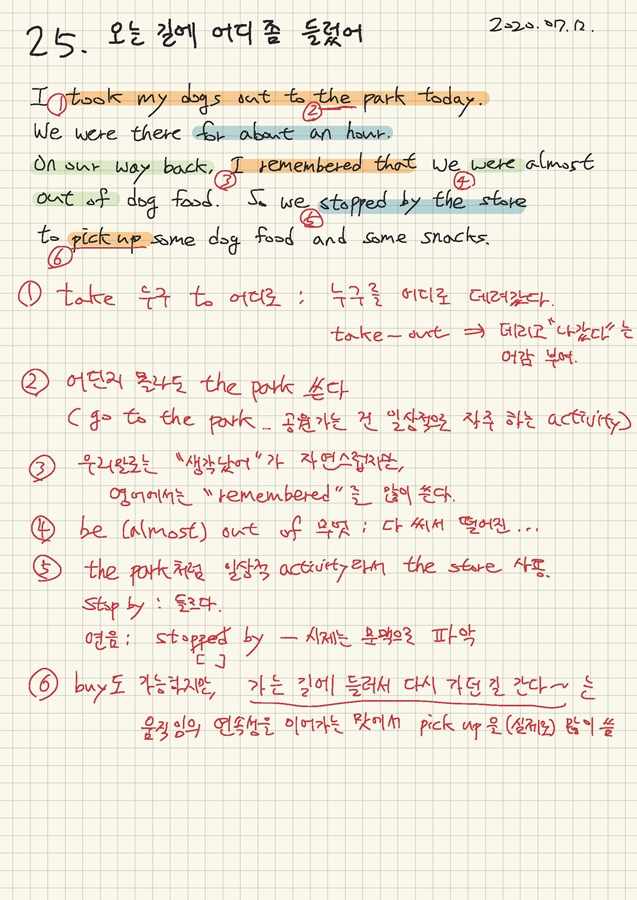 25. 오는 길에 어디 좀 들렀어
2020.07.12.
I took my dogs out to the park today.
We were there for about an hour.
On our way back, I remembered that we were almost
out of dog food. So we stopped by the store
to pick up some dog food and some snacks.
① take 누구 to 어디로 : 누구를 어디로 데려갔다.
take-out ⇒ 데리고 "나갔다"는
어감 부여.
② 어딘지 몰라도 the park 쓴다
( go to the park... 공원가는 건 일상적으로 자주 하는 activity)
③ 우리말로는 "생각났어"가 자연스럽지만,
영어에서는 "remembered"를 많이 쓴다.
④ be (almost) out of 무엇 : 다 써서 떨어진...
⑤ the park처럼 일상적 activity라서 the store 사용.
stop by : 들르다.
연음 : stopped by — 시제는 문맥으로 파악
[ ]
⑥ buy도 가능하지만, 가는 길에 들러서 다시 가던 길 간다~ 는
움직임의 연속성을 이어가는 맛에서 pick up을 (실제로) 많이 씀